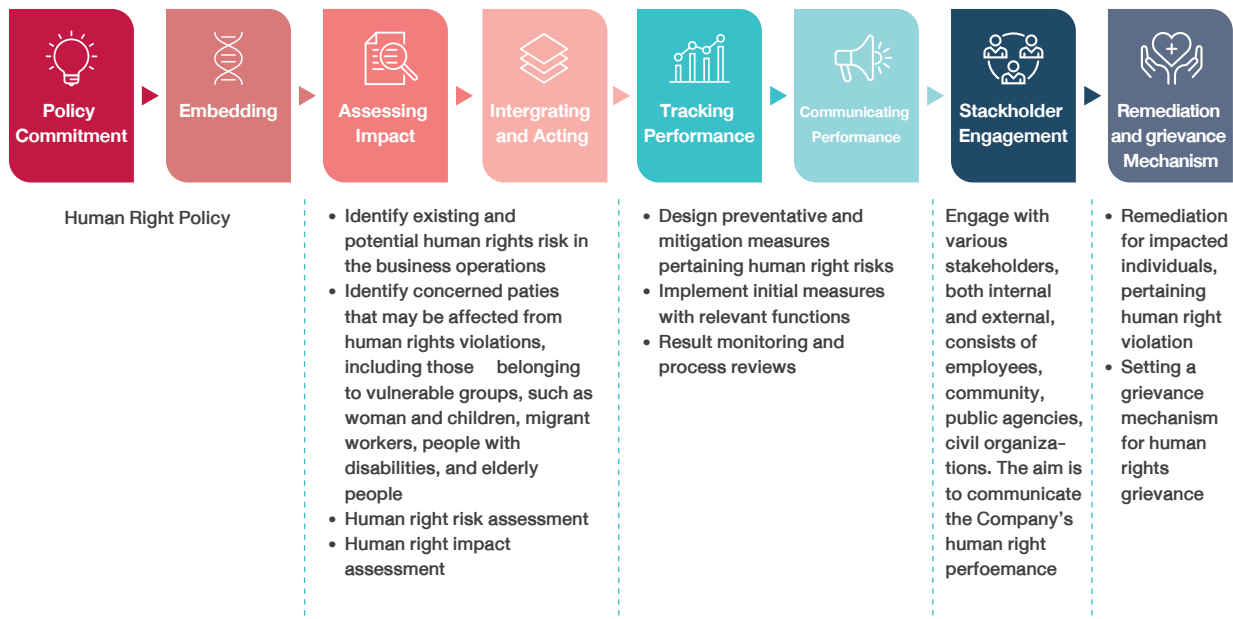 Policy
Commitment
Embedding
Assessing
Impact
Intergrating
and Acting
Tracking
Performance
Communicating
Performance
Stackholder
Engagement
Remediation
and grievance
Mechanism
Human Right Policy
• Identify existing and
potential human rights risk in
the business operations
• Identify concerned paties
that may be affected from
human rights violations,
including those belonging
to vulnerable groups, such as
woman and children, migrant
workers, people with
disabilities, and elderly
people
• Human right risk assessment
• Human right impact
assessment
• Design preventative and
mitigation measures
pertaining human right risks
• Implement initial measures
with relevant functions
• Result monitoring and
process reviews
Engage with
various
stakeholders,
both internal
and external,
consists of
employees,
community,
public agencies,
civil organiza-
tions. The aim is
to communicate
the Company's
human right
perfoemance
• Remediation
for impacted
individuals,
pertaining
human right
violation
• Setting a
grievance
mechanism
for human
rights
grievance